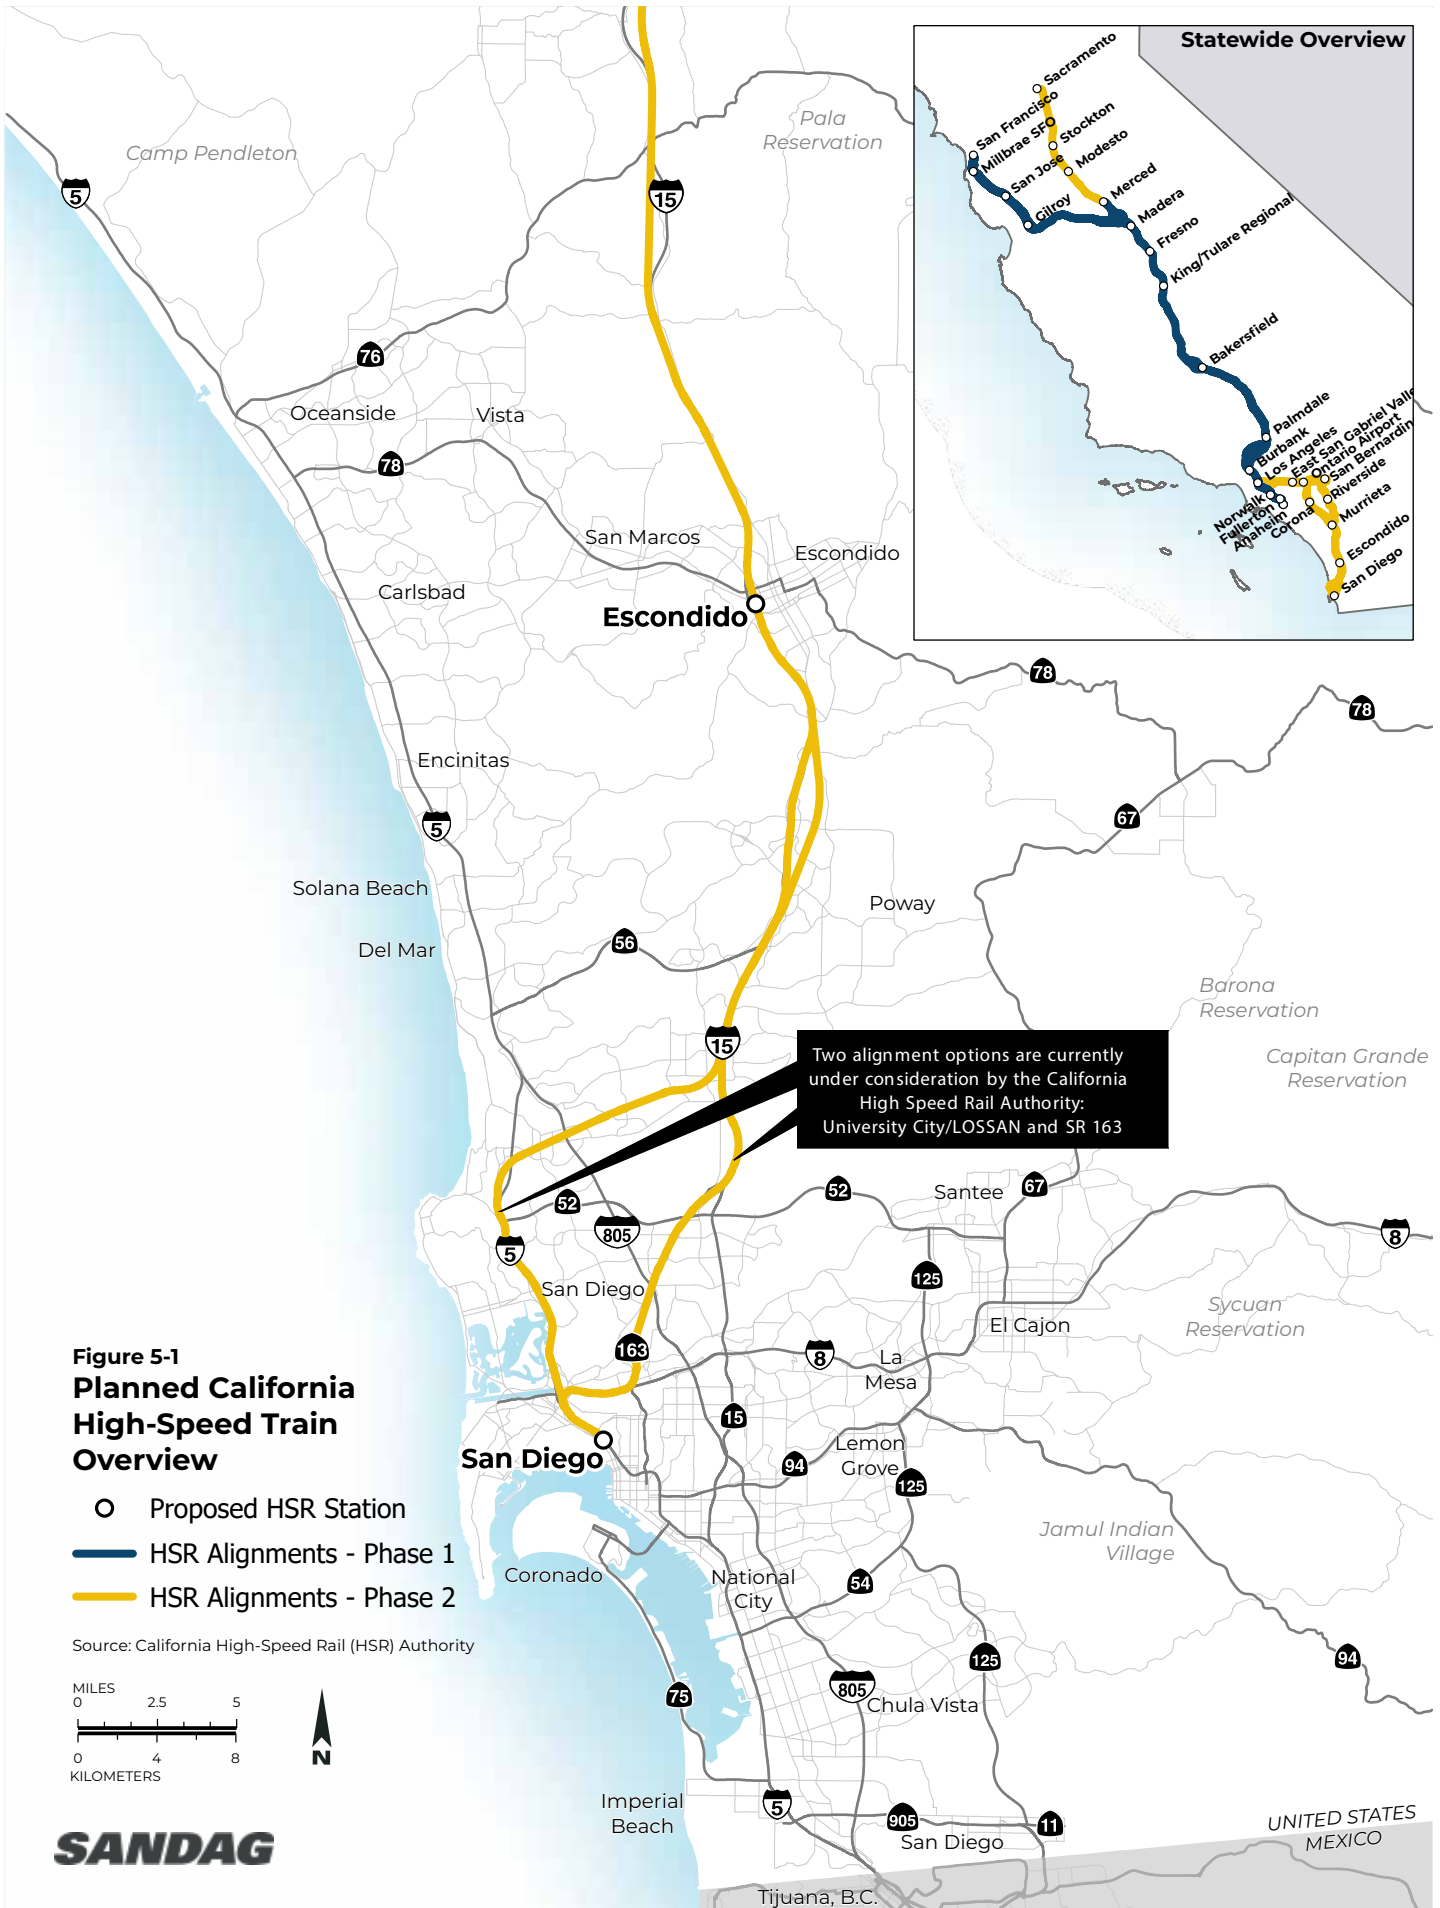 Statewide Overview
Sacramento
San Francisco
Millbrae SFO
Stockton
Modesto
San Jose
Merced
Gilroy
Madera
Fresno
King/Tulare Regional
Bakersfield
Palmdale
Burbank
Los Angeles
East San Gabriel Valle
Ontario Airport
San Bernardin
Riverside
Norwalk
Fullerton
Anaheim
Corona
Murrieta
Escondido
San Diego
Camp Pendleton
Pala
Reservation
5
15
76
Oceanside
Vista
78
San Marcos
Escondido
Carlsbad
Escondido
78
78
Encinitas
67
5
Solana Beach
Poway
Del Mar
56
Barona
Reservation
15
Capitan Grande
Reservation
Two alignment options are currently
under consideration by the California
High Speed Rail Authority:
University City/LOSSAN and SR 163
52
52
Santee
67
805
8
5
125
San Diego
Sycuan
Reservation
El Cajon
163
8
La
Mesa
15
Lemon
Grove
94
125
San Diego
Jamul Indian
Village
Coronado
National
City
54
125
94
805
75
Chula Vista
Imperial
Beach
5
905
11
San Diego
UNITED STATES
MEXICO
Tijuana, B.C.
Figure 5-1
Planned California
High-Speed Train
Overview
Proposed HSR Station
HSR Alignments - Phase 1
HSR Alignments - Phase 2
Source: California High-Speed Rail (HSR) Authority
MILES
0 2.5 5
0 4 8
KILOMETERS
N
SANDAG